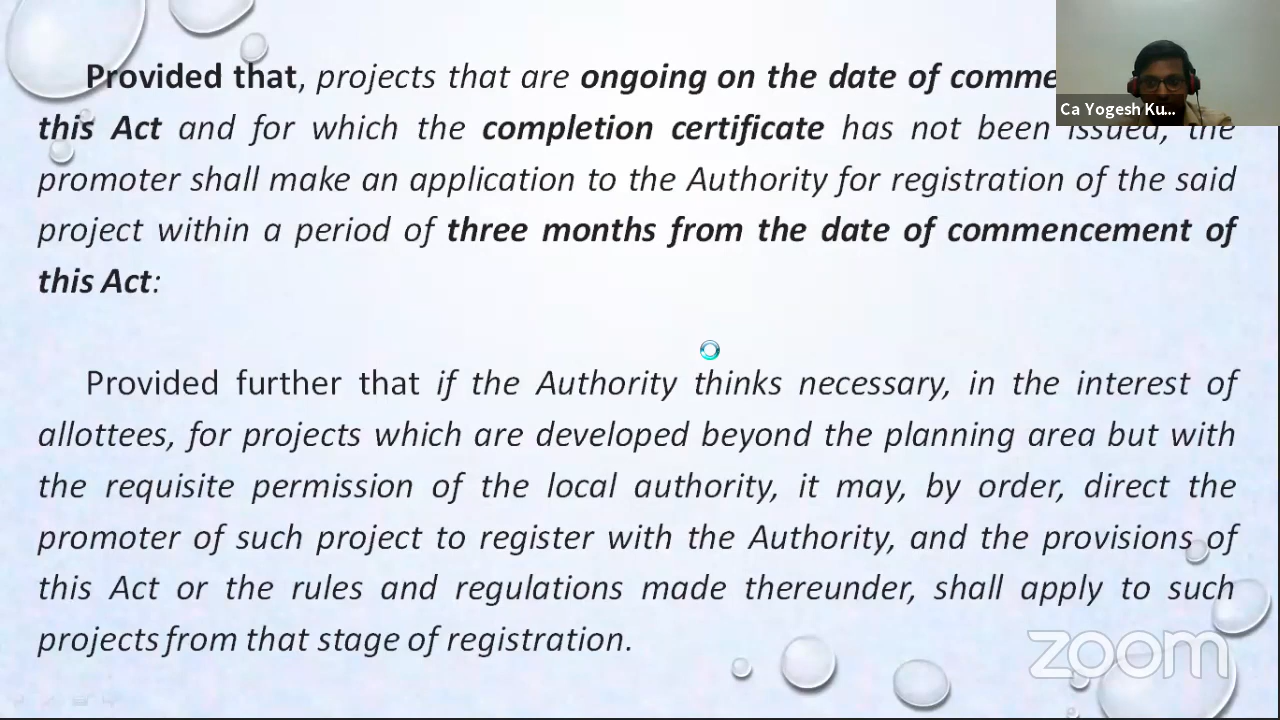 Provided that, projects that are ongoing on the date of comme
this Act and for which the completion certificate has not been issued, the
promoter shall make an application to the Authority for registration of the said
project within a period of three months from the date of commencement of
this Act:
Provided further that if the Authority thinks necessary, in the interest of
allottees, for projects which are developed beyond the planning area but with
the requisite permission of the local authority, it may, by order, direct the
promoter of such project to register with the Authority, and the provisions of
this Act or the rules and regulations made thereunder, shall apply to such
projects from that stage of registration.
Ca Yogesh Ku...
zoom